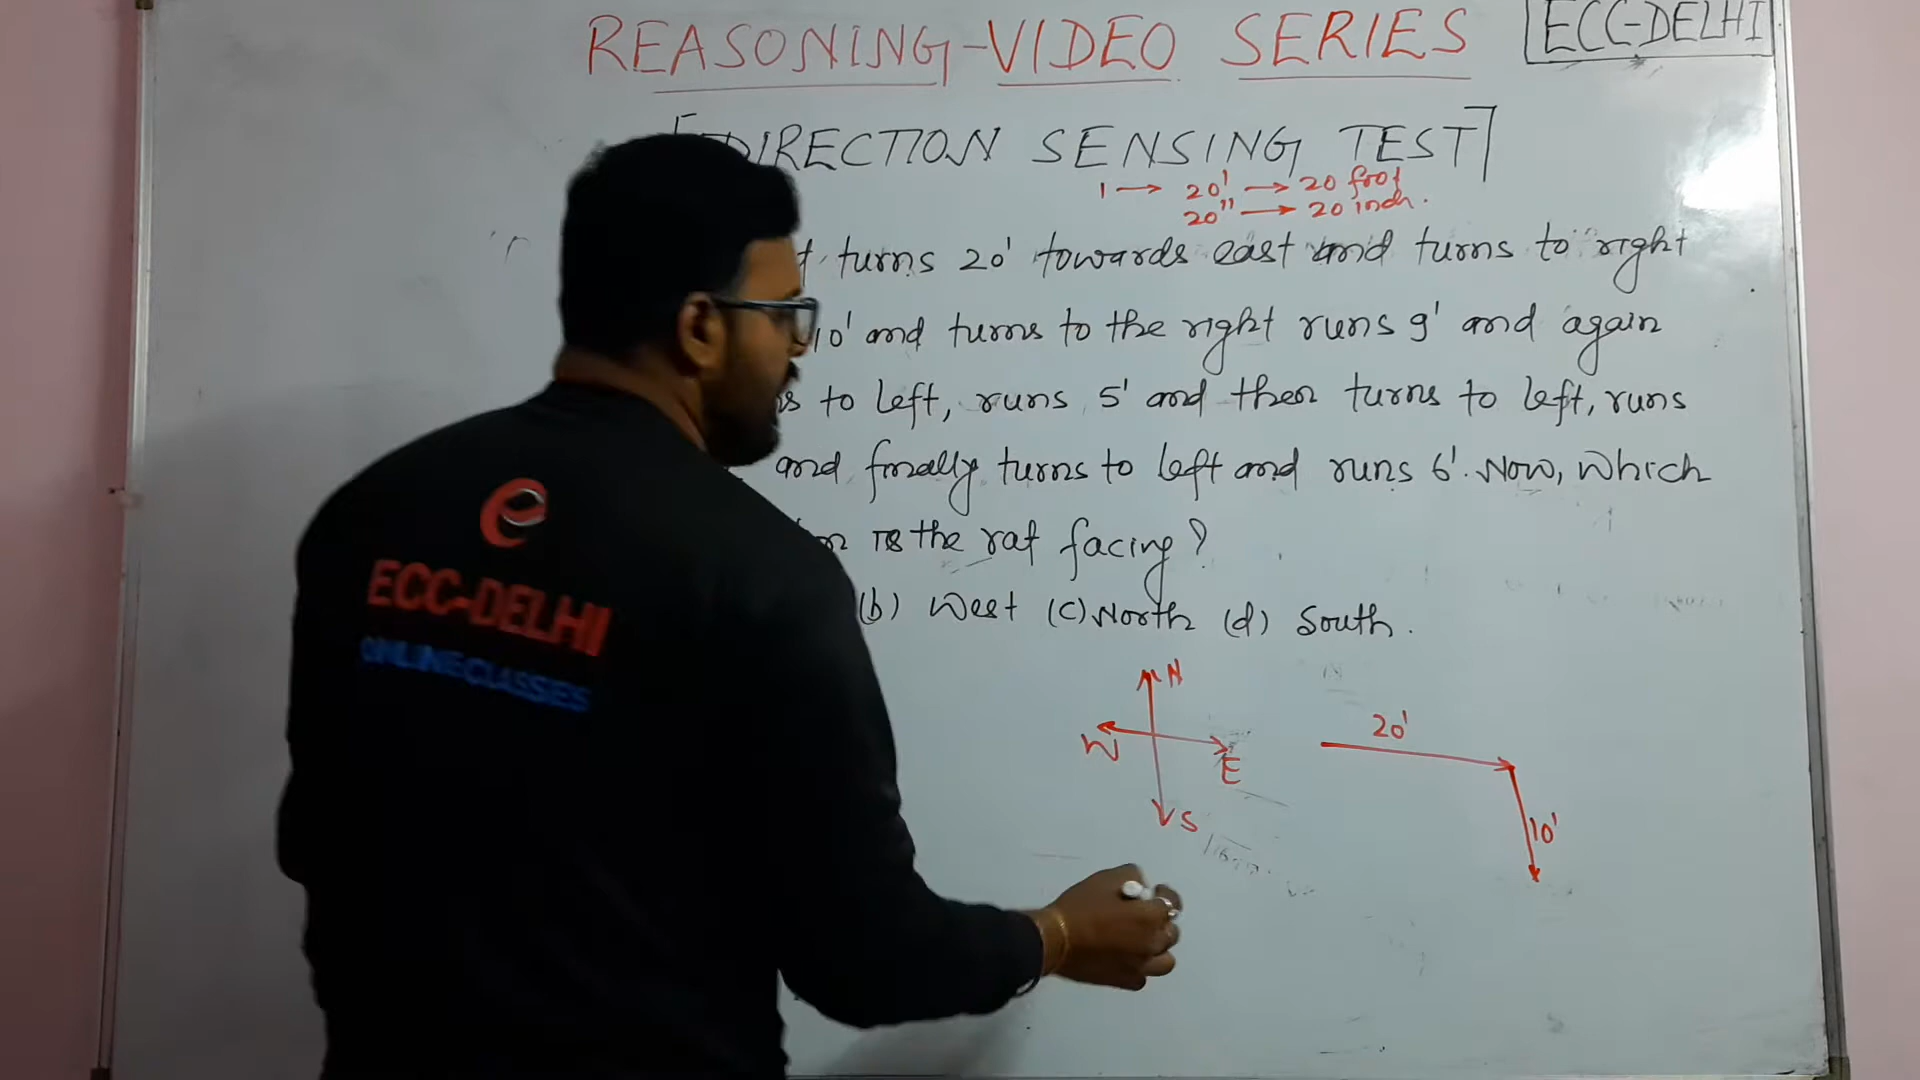 REASONING-VIDEO SERIES
ECC-DELHI
DIRECTION SENSING TEST
1 → 20' → 20 foot
20" → 20 inch.
turns 20' towards east and turns to right
10' and turns to the right runs 9' and again
to left, runs 5' and then turns to left, runs
and finally turns to left and runs 6'. Now, Which
is the rat facing?
(b) West (c) North (d) South.
N
W
E
S
20'
10'
e
ECC-DELHI
ONLINE CLASSES